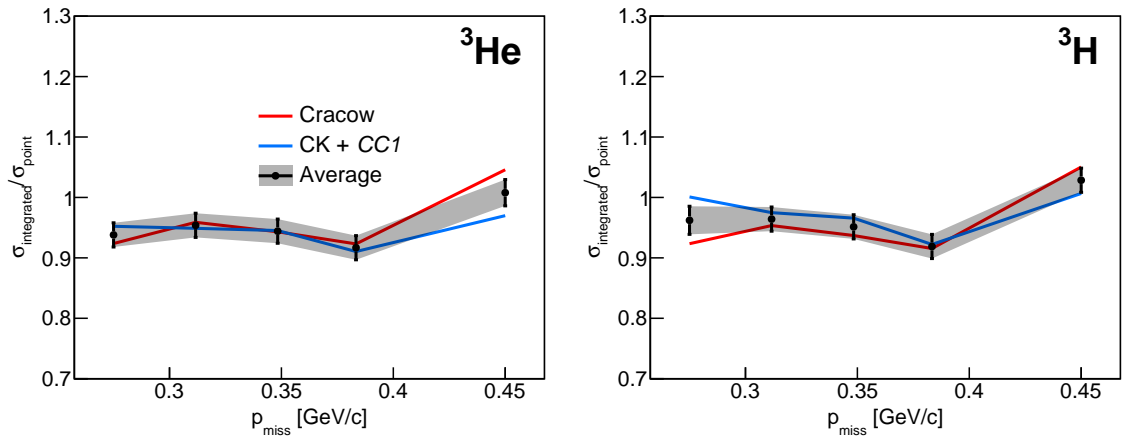 ³He
σintegrated/σpoint
1.3
1.2
1.1
1
0.9
0.8
0.7
Cracow
CK + CC1
Average
0.3
0.35
0.4
0.45
pmiss [GeV/c]
³H
σintegrated/σpoint
1.3
1.2
1.1
1
0.9
0.8
0.7
0.3
0.35
0.4
0.45
pmiss [GeV/c]